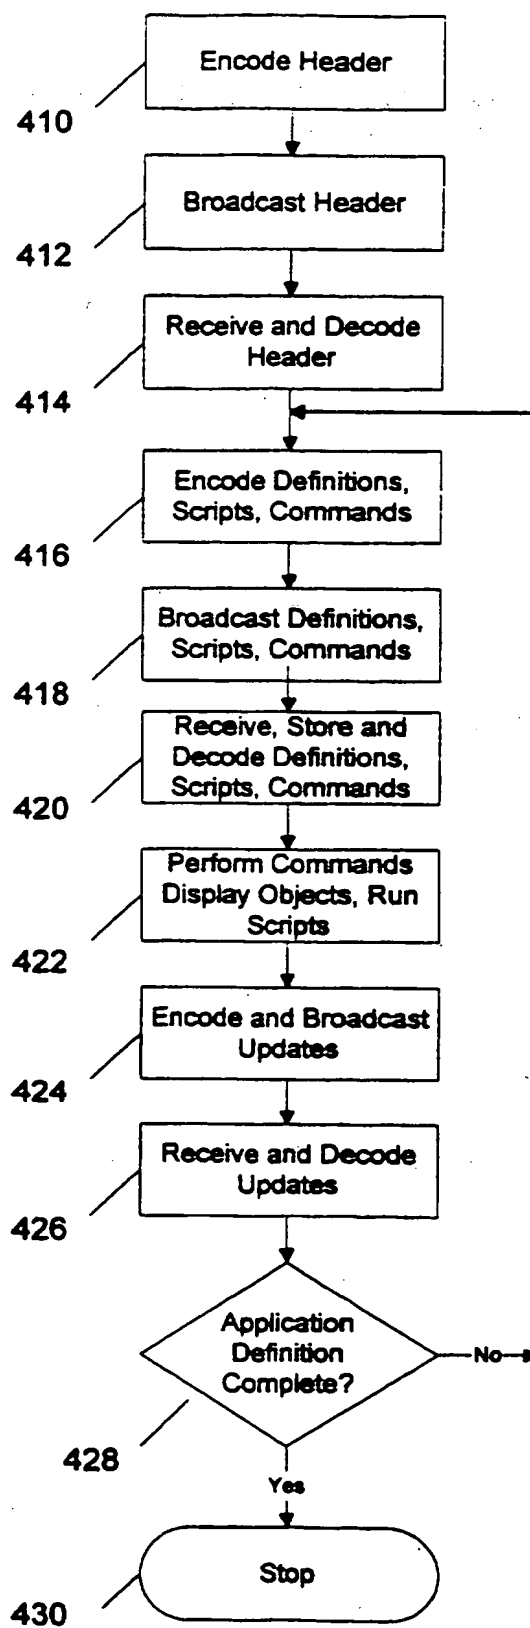 Encode Header
410
Broadcast Header
412
Receive and Decode
Header
414
Encode Definitions,
Scripts, Commands
416
Broadcast Definitions,
Scripts, Commands
418
Receive, Store and
Decode Definitions,
Scripts, Commands
420
Perform Commands
Display Objects, Run
Scripts
422
Encode and Broadcast
Updates
424
Receive and Decode
Updates
426
Application
Definition
Complete?
No
428
Yes
Stop
430